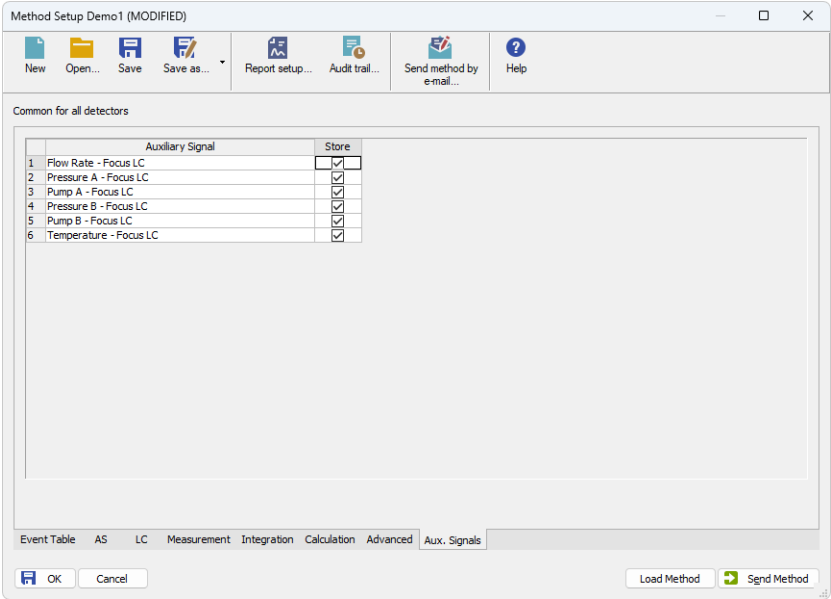 Method Setup Demo1 (MODIFIED)
New Open... Save Save as... Report setup... Audit trail... Send method by e-mail... Help
Common for all detectors
Auxiliary Signal Store
1 Flow Rate - Focus LC
2 Pressure A - Focus LC
3 Pump A - Focus LC
4 Pressure B - Focus LC
5 Pump B - Focus LC
6 Temperature - Focus LC
Event Table AS LC Measurement Integration Calculation Advanced Aux. Signals
OK Cancel Load Method Send Method